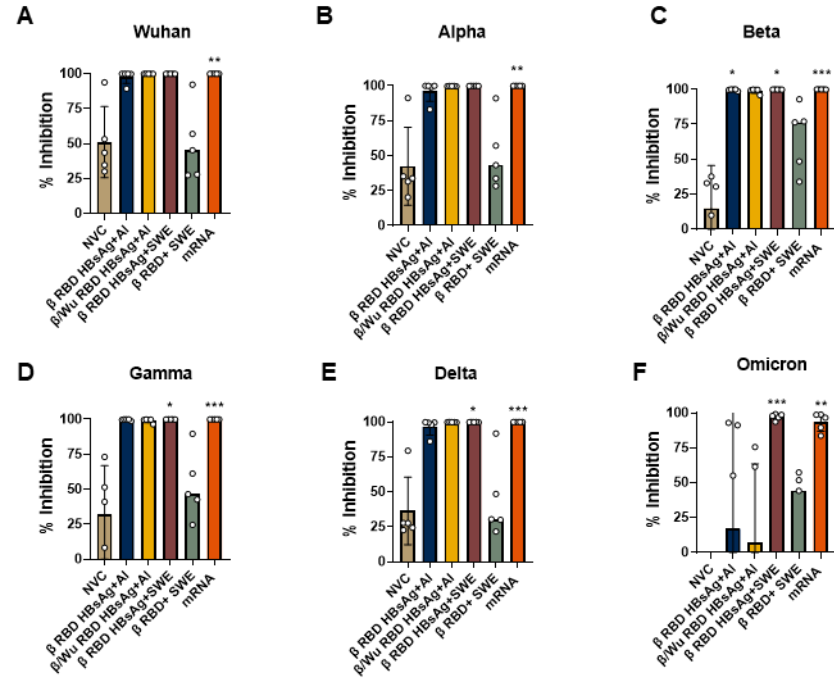 A
Wuhan
**
100
75
50
25
0
% Inhibition
NVC
β RBD HBsAg+Al
β/Wu RBD HBsAg+Al
β RBD HBsAg+SWE
β RBD+ SWE
mRNA
B
Alpha
**
100
75
50
25
0
% Inhibition
NVC
β RBD HBsAg+Al
β/Wu RBD HBsAg+Al
β RBD HBsAg+SWE
β RBD+ SWE
mRNA
C
Beta
* * ***
100
75
50
25
0
% Inhibition
NVC
β RBD HBsAg+Al
β/Wu RBD HBsAg+Al
β RBD HBsAg+SWE
β RBD+ SWE
mRNA
D
Gamma
* ***
100
75
50
25
0
% Inhibition
NVC
β RBD HBsAg+Al
β/Wu RBD HBsAg+Al
β RBD HBsAg+SWE
β RBD+ SWE
mRNA
E
Delta
* ***
100
75
50
25
0
% Inhibition
NVC
β RBD HBsAg+Al
β/Wu RBD HBsAg+Al
β RBD HBsAg+SWE
β RBD+ SWE
mRNA
F
Omicron
*** **
100
75
50
25
0
% Inhibition
NVC
β RBD HBsAg+Al
β/Wu RBD HBsAg+Al
β RBD HBsAg+SWE
β RBD+ SWE
mRNA